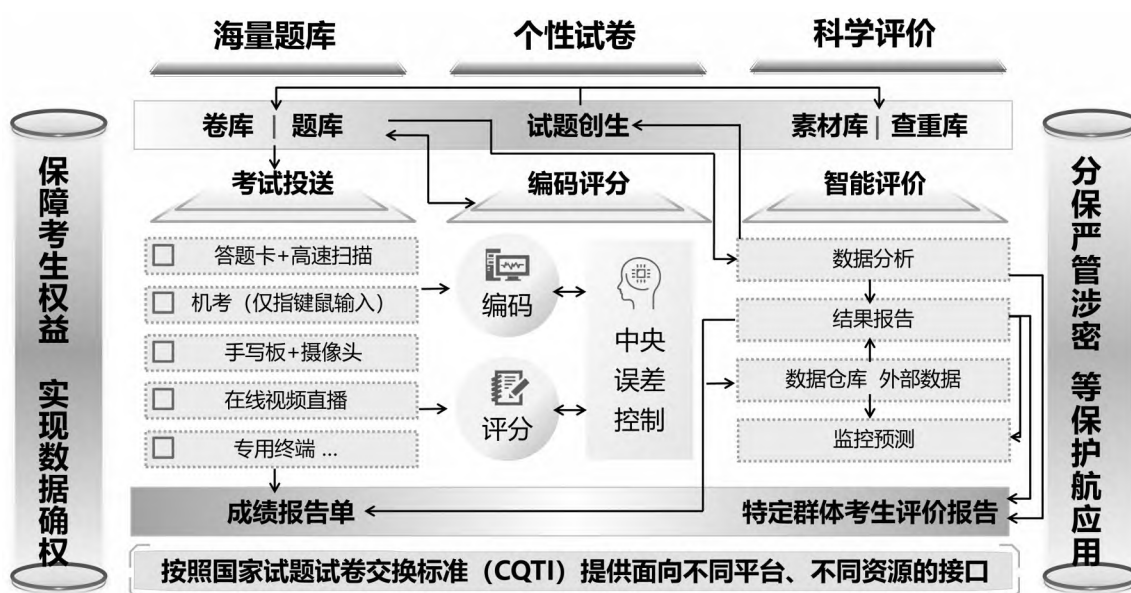 海量题库
个性试卷
科学评价
卷库 | 题库
试题创生
素材库 | 查重库
考试投送
编码评分
智能评价
答题卡+高速扫描
机考（仅指键鼠输入）
手写板+摄像头
在线视频直播
专用终端 ...
编码
评分
中央
误差
控制
数据分析
结果报告
数据仓库 外部数据
监控预测
成绩报告单
特定群体考生评价报告
按照国家试题试卷交换标准（CQTI）提供面向不同平台、不同资源的接口
保障考生权益 实现数据确权
分保严管涉密 等保护航应用